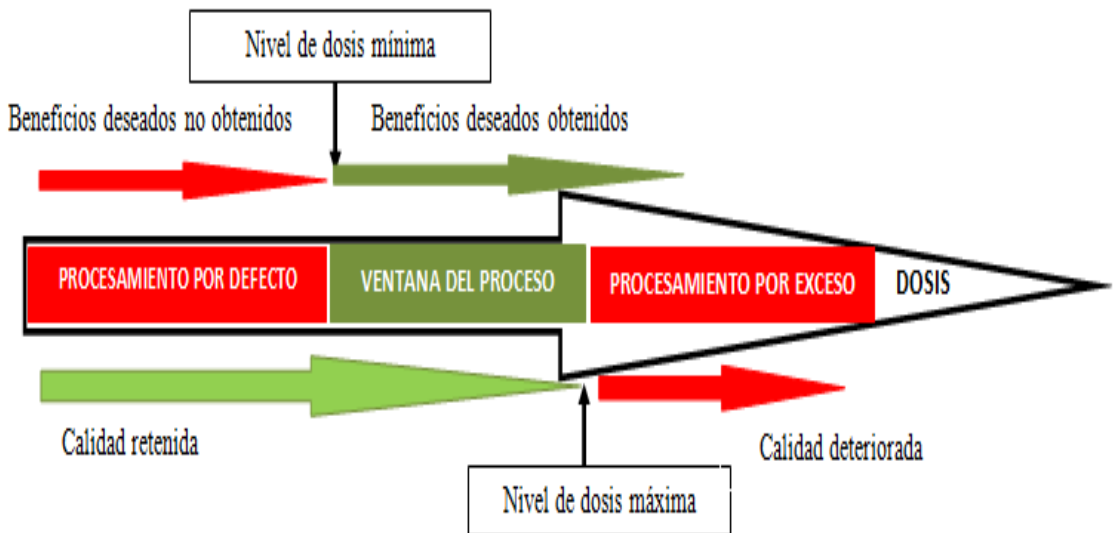 Nivel de dosis mínima
Beneficios deseados no obtenidos
Beneficios deseados obtenidos
PROCESAMIENTO POR DEFECTO
VENTANA DEL PROCESO
PROCESAMIENTO POR EXCESO
DOSIS
Calidad retenida
Calidad deteriorada
Nivel de dosis máxima